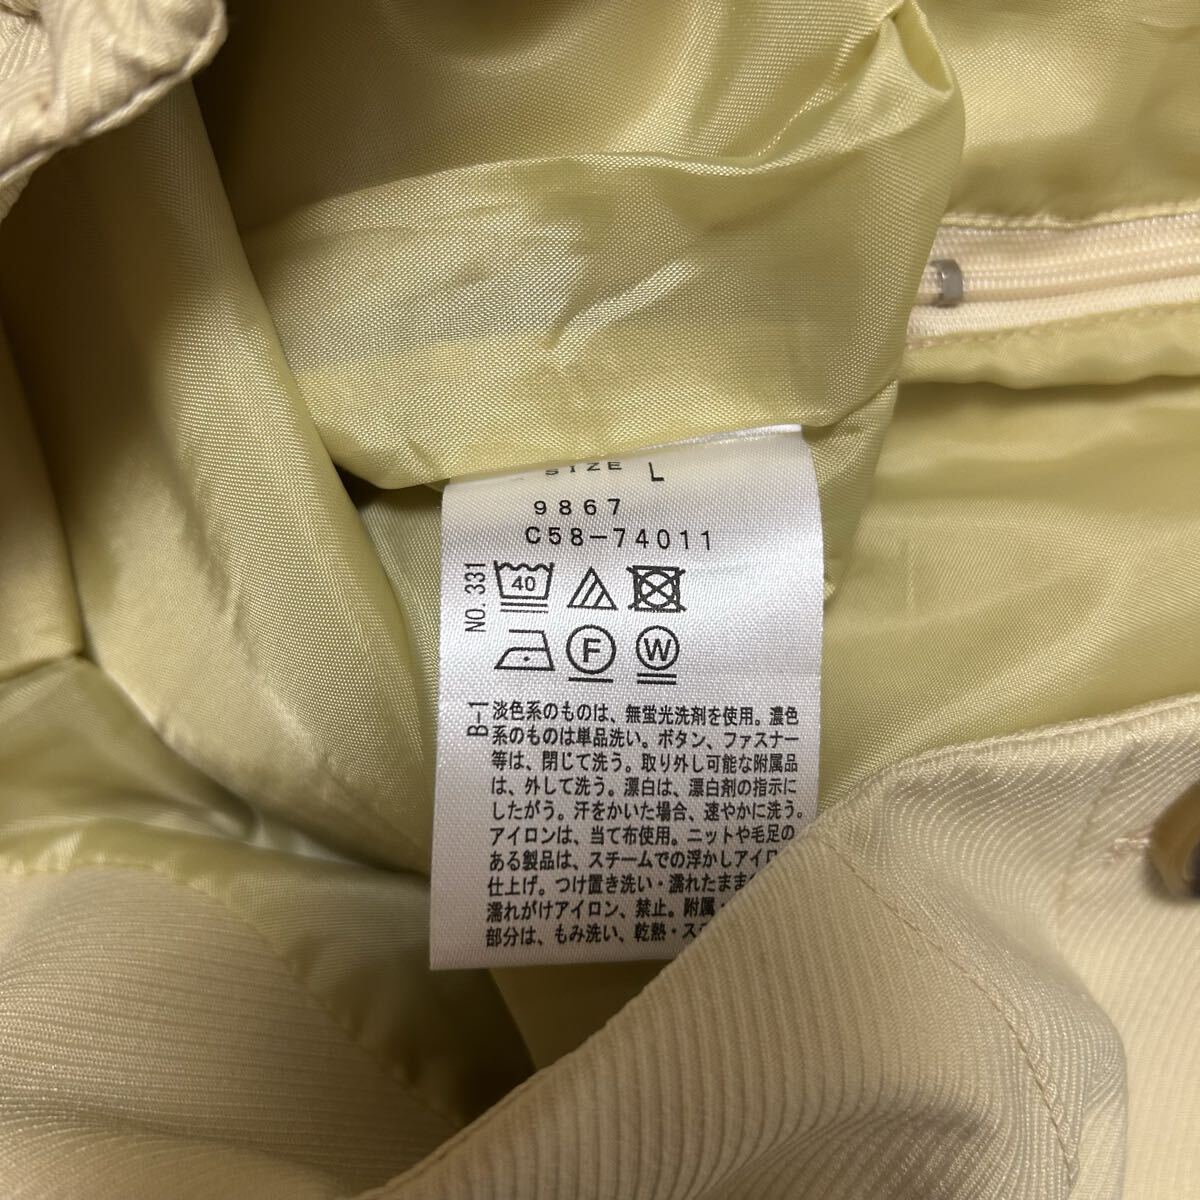 SIZE L
9867
C58-74011
NO. 331
40
F
W
B-1
淡色系のものは、無蛍光洗剤を使用。濃色
系のものは単品洗い。ボタン、ファスナー
等は、閉じて洗う。取り外し可能な附属品
は、外して洗う。漂白は、漂白剤の指示に
したがう。汗をかいた場合、速やかに洗う。
アイロンは、当て布使用。ニットや毛足の
ある製品は、スチームでの浮かしアイロ
仕上げ。つけ置き洗い・濡れたまま
濡れがけアイロン、禁止。附属・
部分は、もみ洗い、乾熱・ス